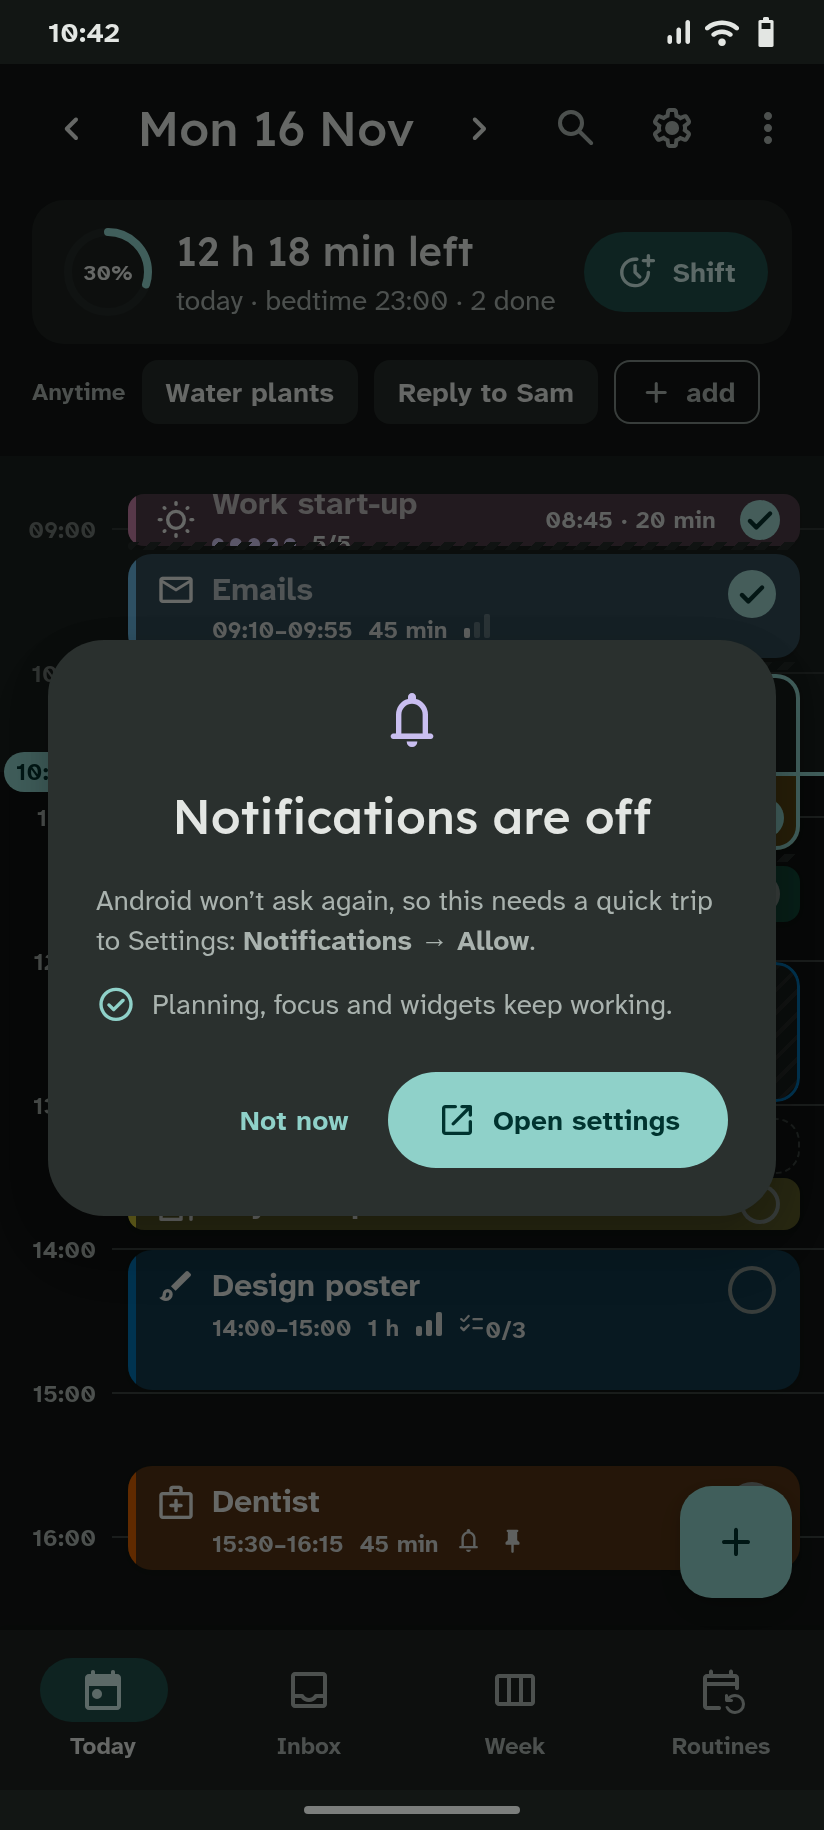 10:42
Mon 16 Nov
30%
12 h 18 min left
today · bedtime 23:00 · 2 done
Shift
Anytime
Water plants
Reply to Sam
add
09:00
Work start-up
5/5
08:45 · 20 min
Emails
09:10–09:55 45 min
Notifications are off
Android won’t ask again, so this needs a quick trip
to Settings: Notifications → Allow.
Planning, focus and widgets keep working.
Not now
Open settings
14:00
Design poster
14:00–15:00 1 h 0/3
15:00
Dentist
15:30–16:15 45 min
16:00
Today
Inbox
Week
Routines